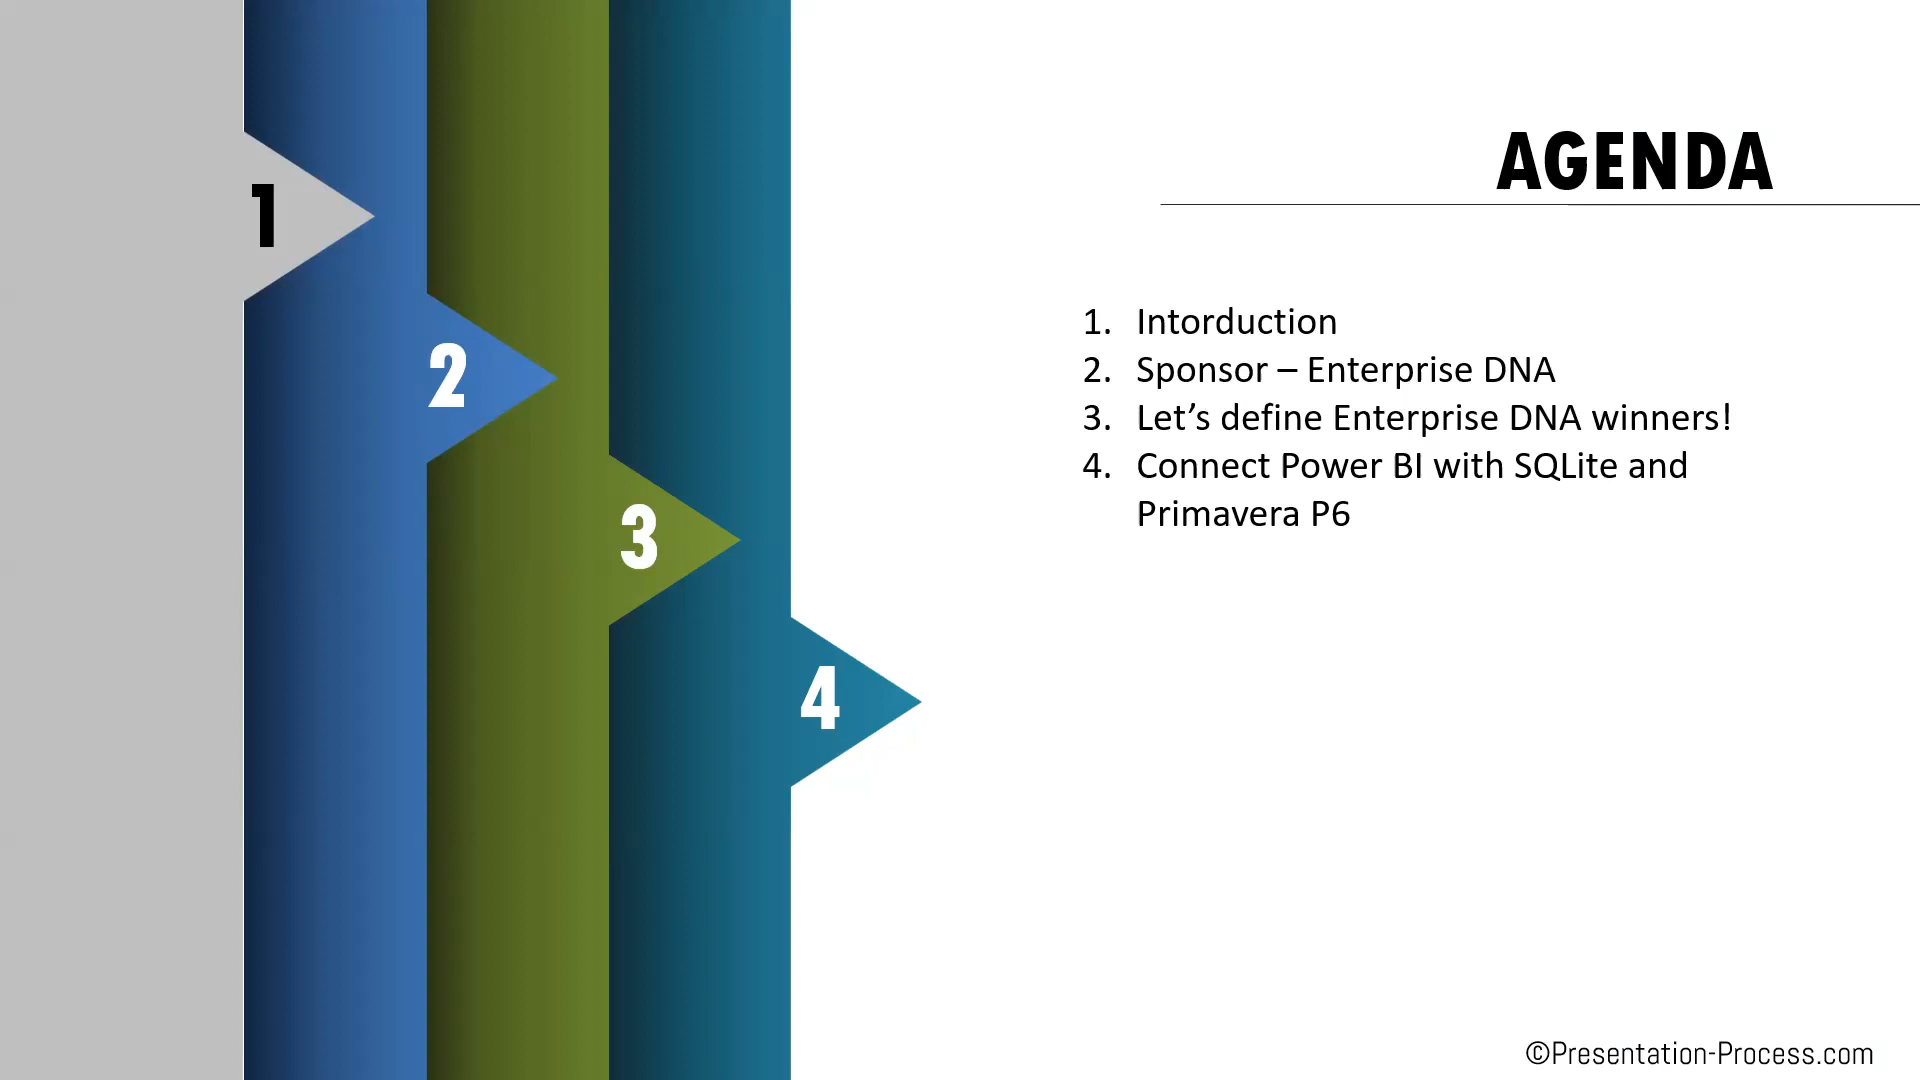 AGENDA
1
2
3
4
1. Intorduction
2. Sponsor – Enterprise DNA
3. Let’s define Enterprise DNA winners!
4. Connect Power BI with SQLite and
Primavera P6
©Presentation-Process.com